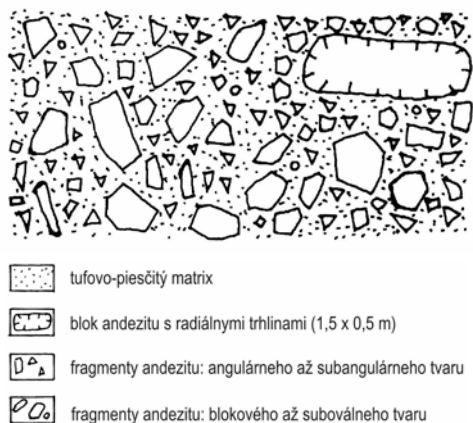 tufovo-piesčitý matrix
blok andezitu s radiálnymi trhlinami (1,5 x 0,5 m)
fragmenty andezitu: angulárneho až subangulárneho tvaru
fragmenty andezitu: blokového až suboválneho tvaru